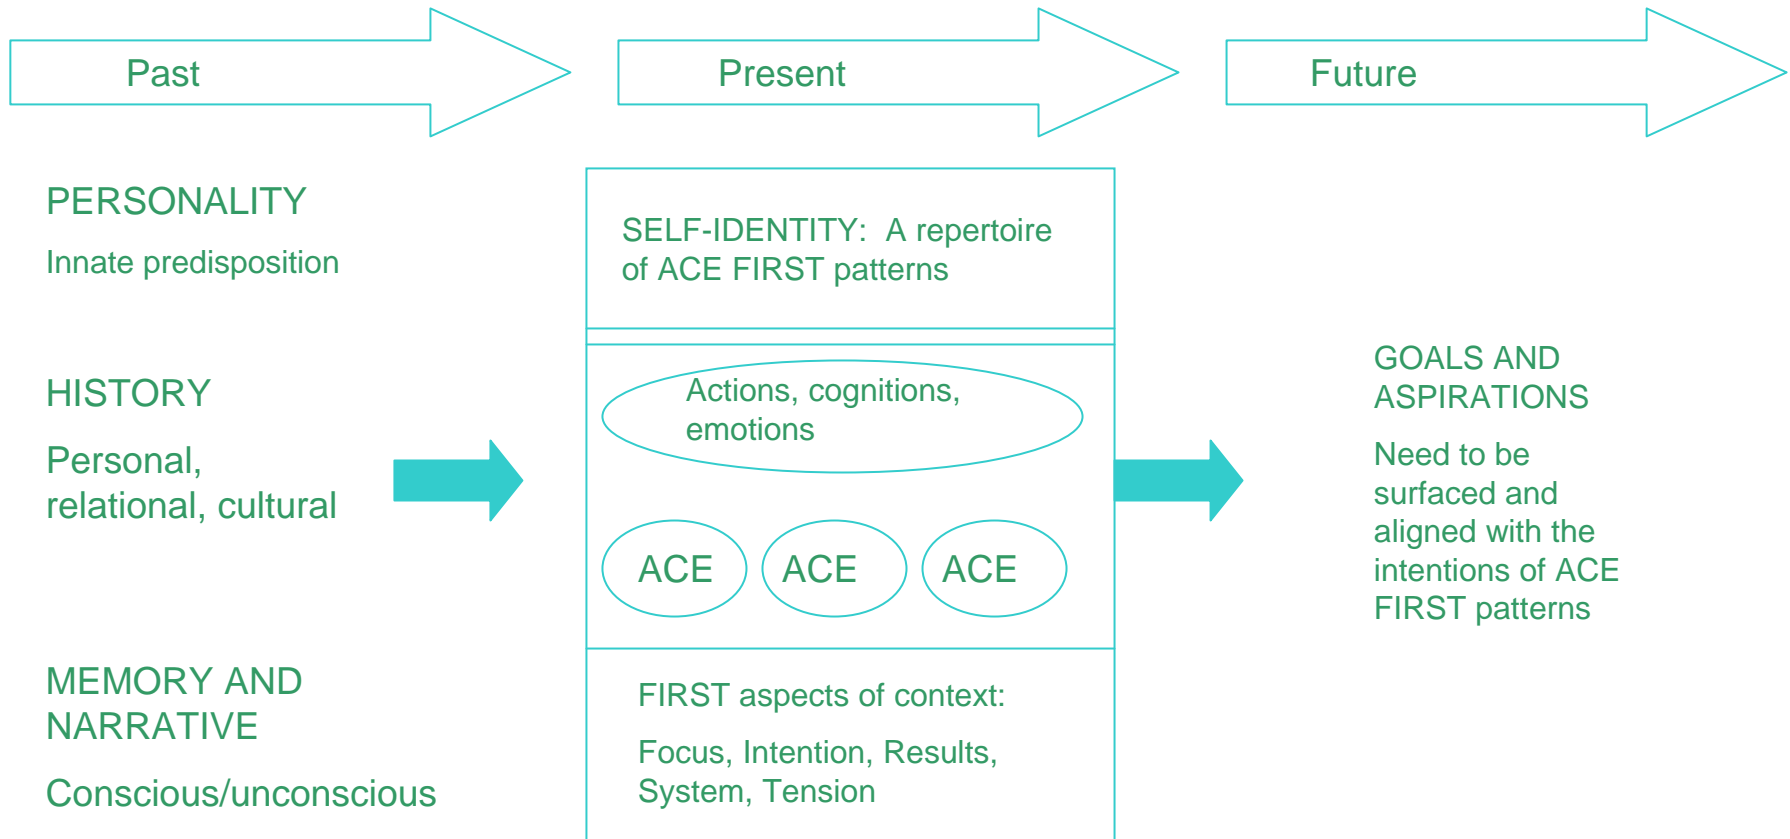 Past
Present
Future
PERSONALITY
Innate predisposition
HISTORY
Personal,
relational, cultural
MEMORY AND
NARRATIVE
Conscious/unconscious
SELF-IDENTITY: A repertoire
of ACE FIRST patterns
Actions, cognitions,
emotions
ACE
ACE
ACE
FIRST aspects of context:
Focus, Intention, Results,
System, Tension
GOALS AND
ASPIRATIONS
Need to be
surfaced and
aligned with the
intentions of ACE
FIRST patterns